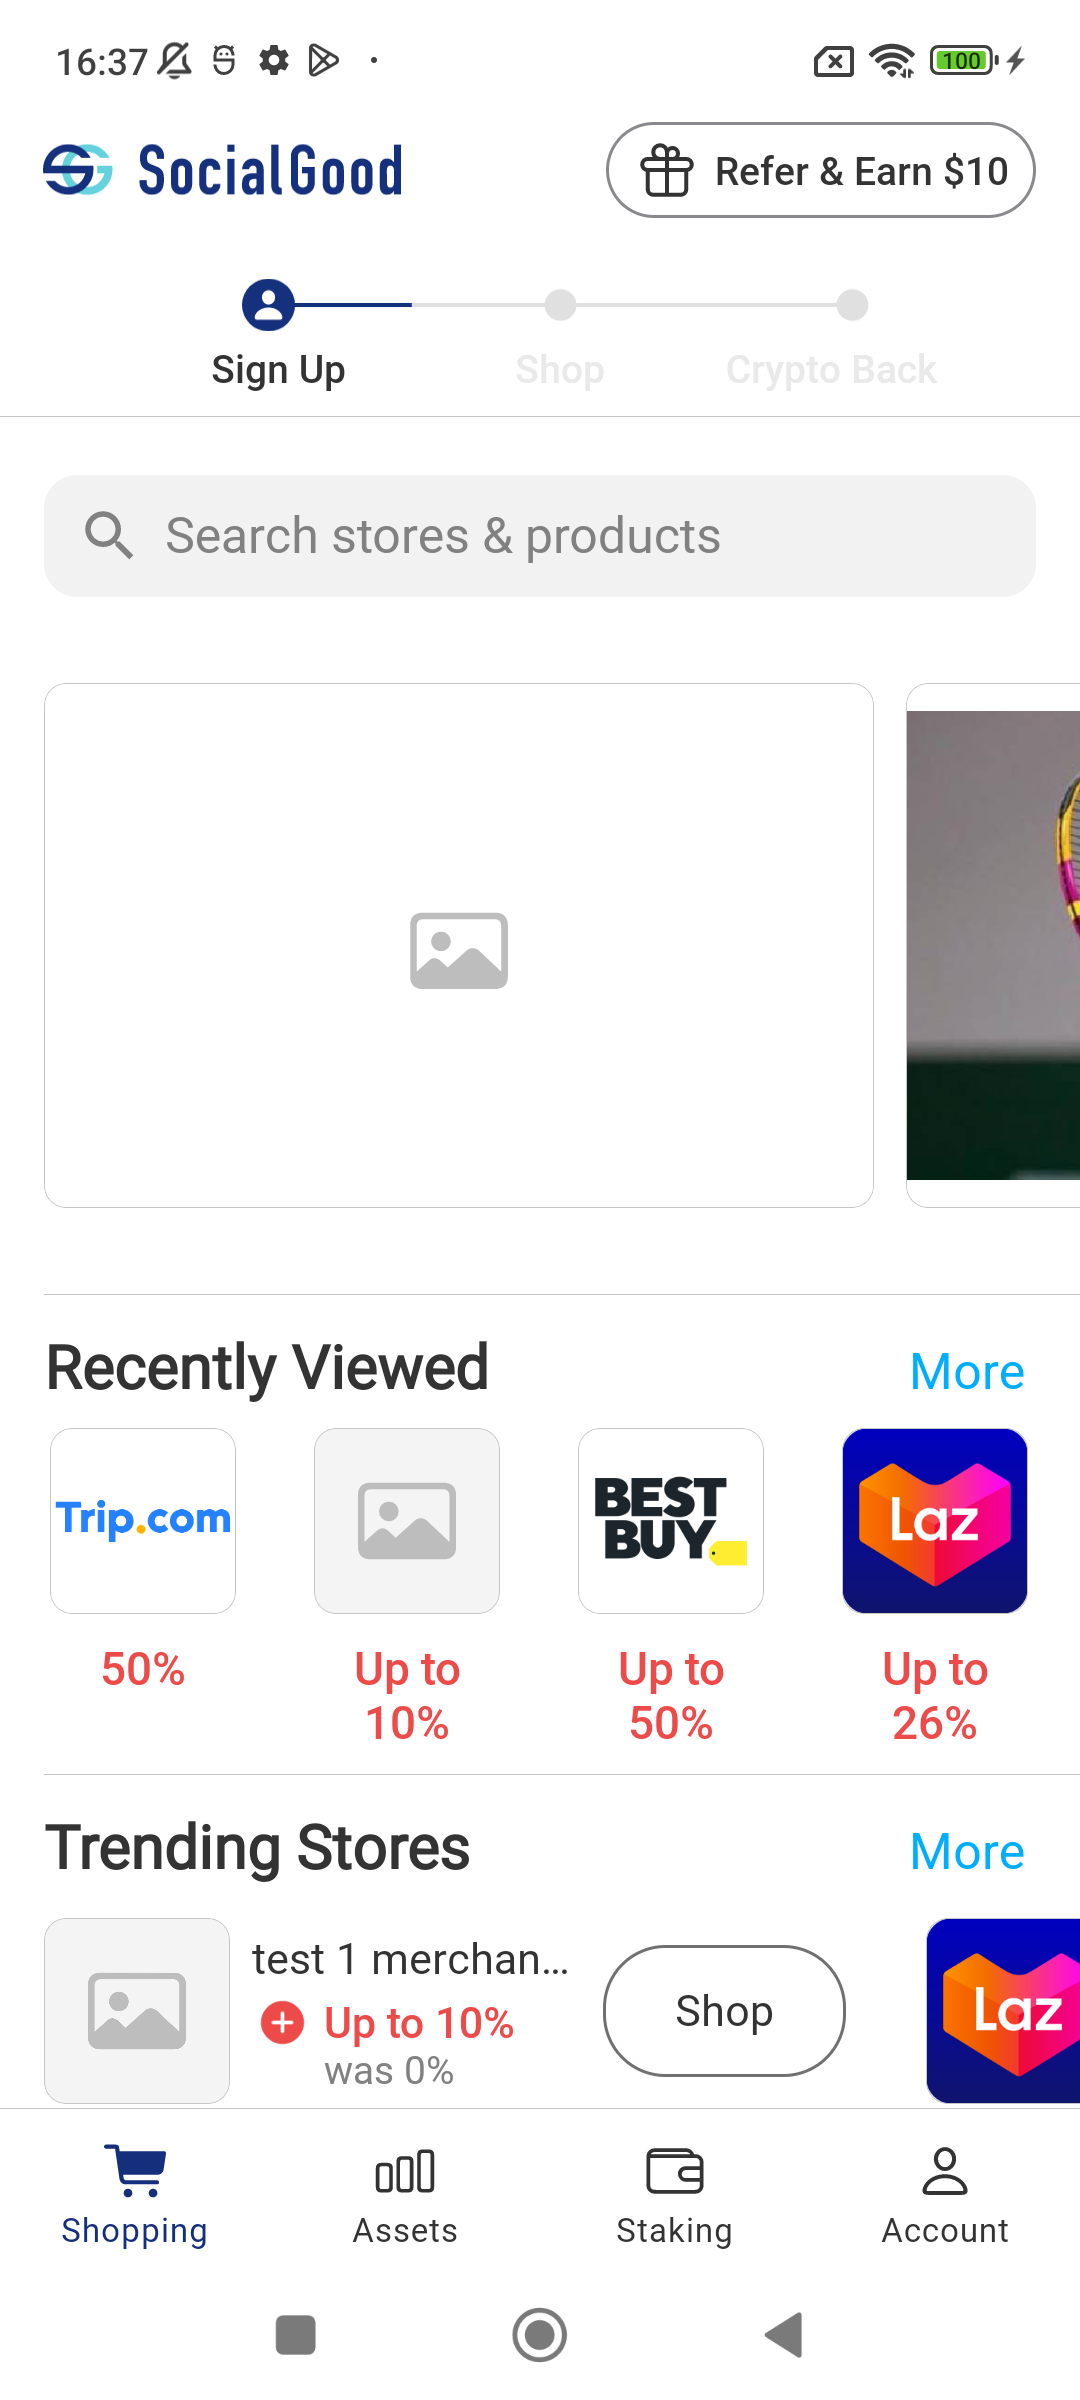 16:37
100
SocialGood
Refer & Earn $10
Sign Up
Shop
Crypto Back
Search stores & products
Recently Viewed
More
Trip.com
BEST
BUY
Laz
50%
Up to
10%
Up to
50%
Up to
26%
Trending Stores
More
test 1 merchan...
Up to 10%
was 0%
Shop
Laz
Shopping
Assets
Staking
Account